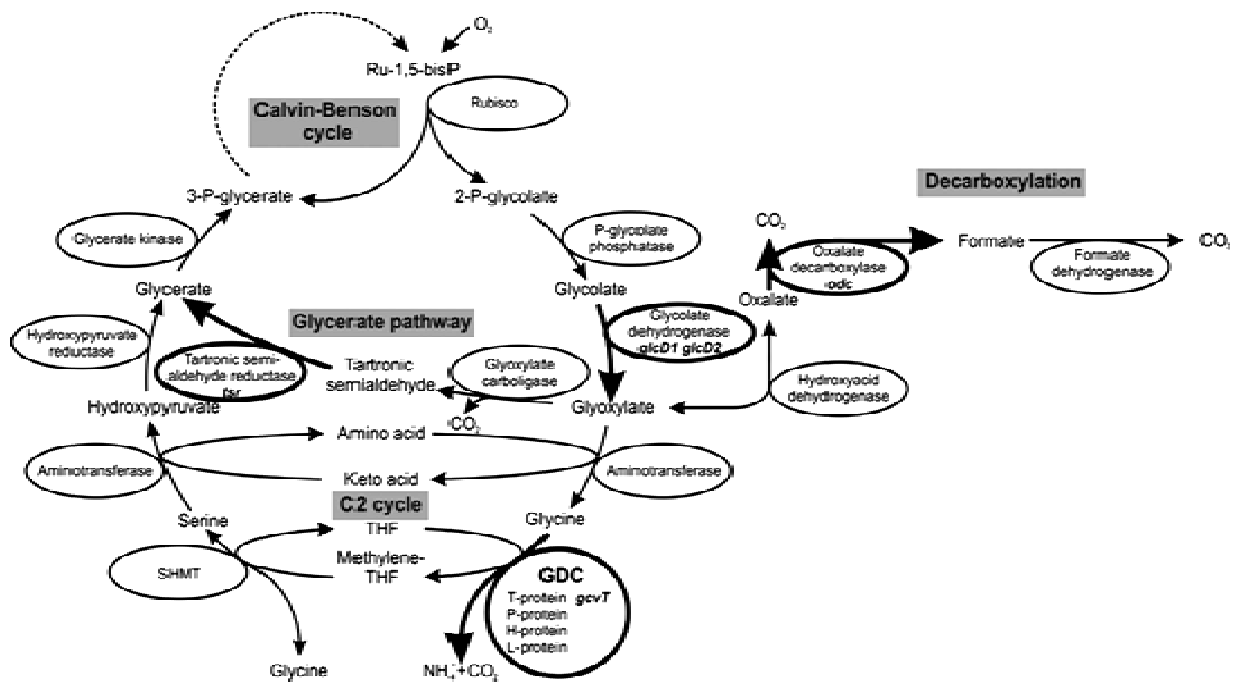 O2
Ru-1,5-bisP
Rubisco
Calvin-Benson
cycle
3-P-glycerate
2-P-glycolate
Decarboxylation
Glycerate kinase
P-glycolate
phosphatase
CO2
Formate
CO2
Oxalate
decarboxylase
odc
Formate
dehydrogenase
Glycerate
Glycolate
Oxalate
Hydroxypyruvate
reductase
Glycerate pathway
Glycolate
dehydrogenase
glcD1 glcD2
Tartronic semi-
aldehyde reductase
tsr
Tartronic
semialdehyde
Glyoxylate
carboligase
Hydroxyacid
dehydrogenase
Hydroxypyruvate
CO2
Glyoxylate
Amino acid
Aminotransferase
Keto acid
Aminotransferase
C2 cycle
Serine
THF
Glycine
SHMT
Methylene-
THF
GDC
T-protein gcvT
P-protein
H-protein
L-protein
Glycine
NH4+CO2